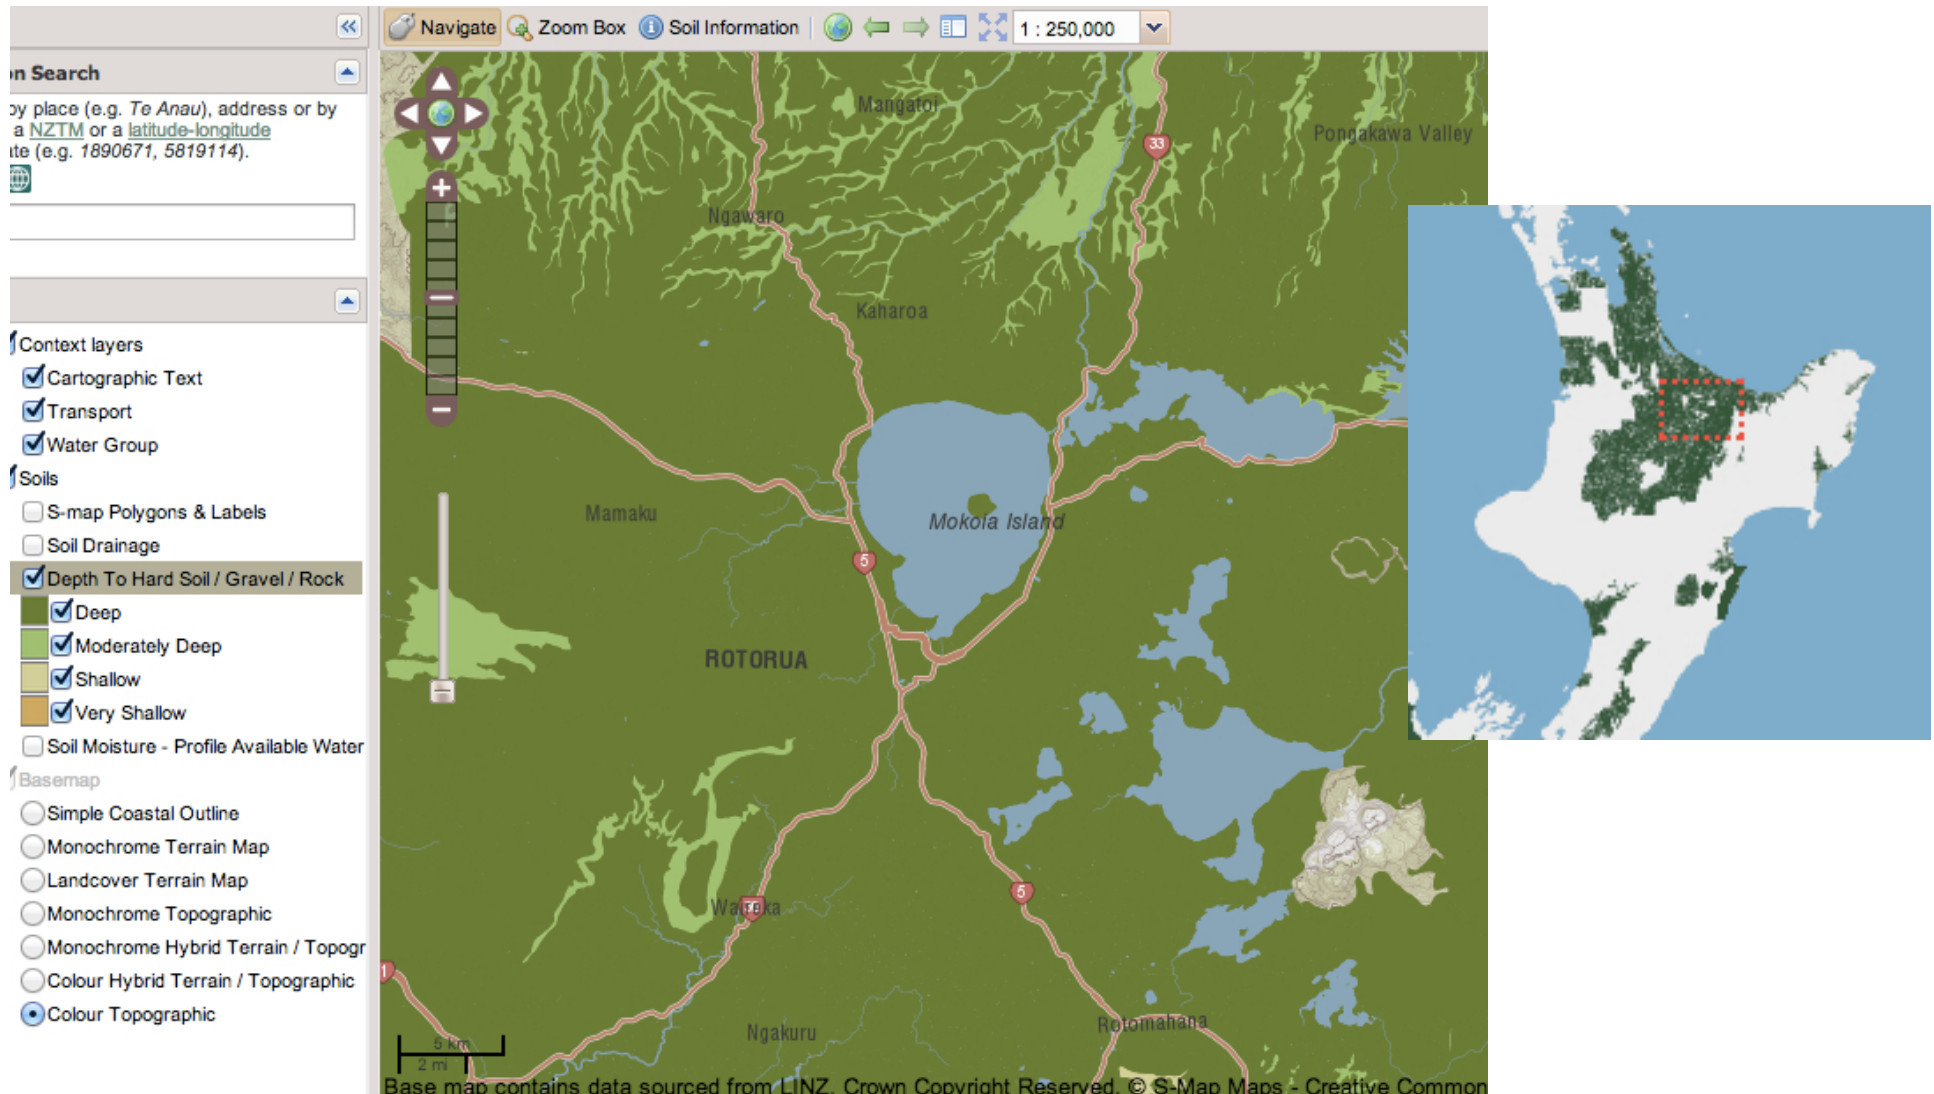 Navigate
Zoom Box
Soil Information
1 : 250,000
on Search
by place (e.g. Te Anau), address or by
a NZTM or a latitude-longitude
ate (e.g. 1890671, 5819114).
Context layers
Cartographic Text
Transport
Water Group
Soils
S-map Polygons & Labels
Soil Drainage
Depth To Hard Soil / Gravel / Rock
Deep
Moderately Deep
Shallow
Very Shallow
Soil Moisture - Profile Available Water
Basemap
Simple Coastal Outline
Monochrome Terrain Map
Landcover Terrain Map
Monochrome Topographic
Monochrome Hybrid Terrain / Topogr
Colour Hybrid Terrain / Topographic
Colour Topographic
Mangatoi
Pongakawa Valley
33
Ngawaro
Kaharoa
Mamaku
Mokoia Island
5
ROTORUA
5
1
Ngakuru
Rotomahana
5 km
2 mi
Base map contains data sourced from LINZ. Crown Copyright Reserved. © S-Map Maps - Creative Common